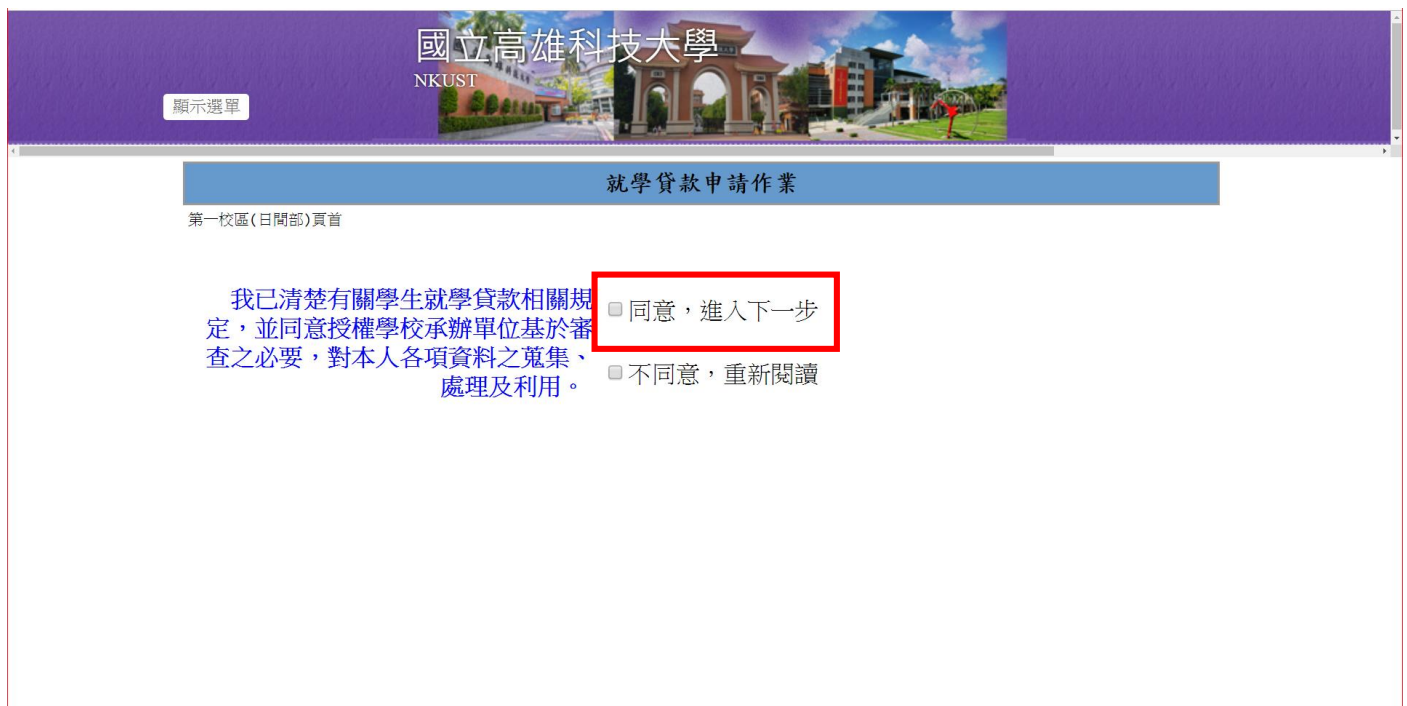 國立高雄科技大學
NKUST
顯示選單
就學貸款申請作業
第一校區(日間部)頁首
我已清楚有關學生就學貸款相關規
定，並同意授權學校承辦單位基於審
查之必要，對本人各項資料之蒐集、
處理及利用。
同意，進入下一步
不同意，重新閱讀